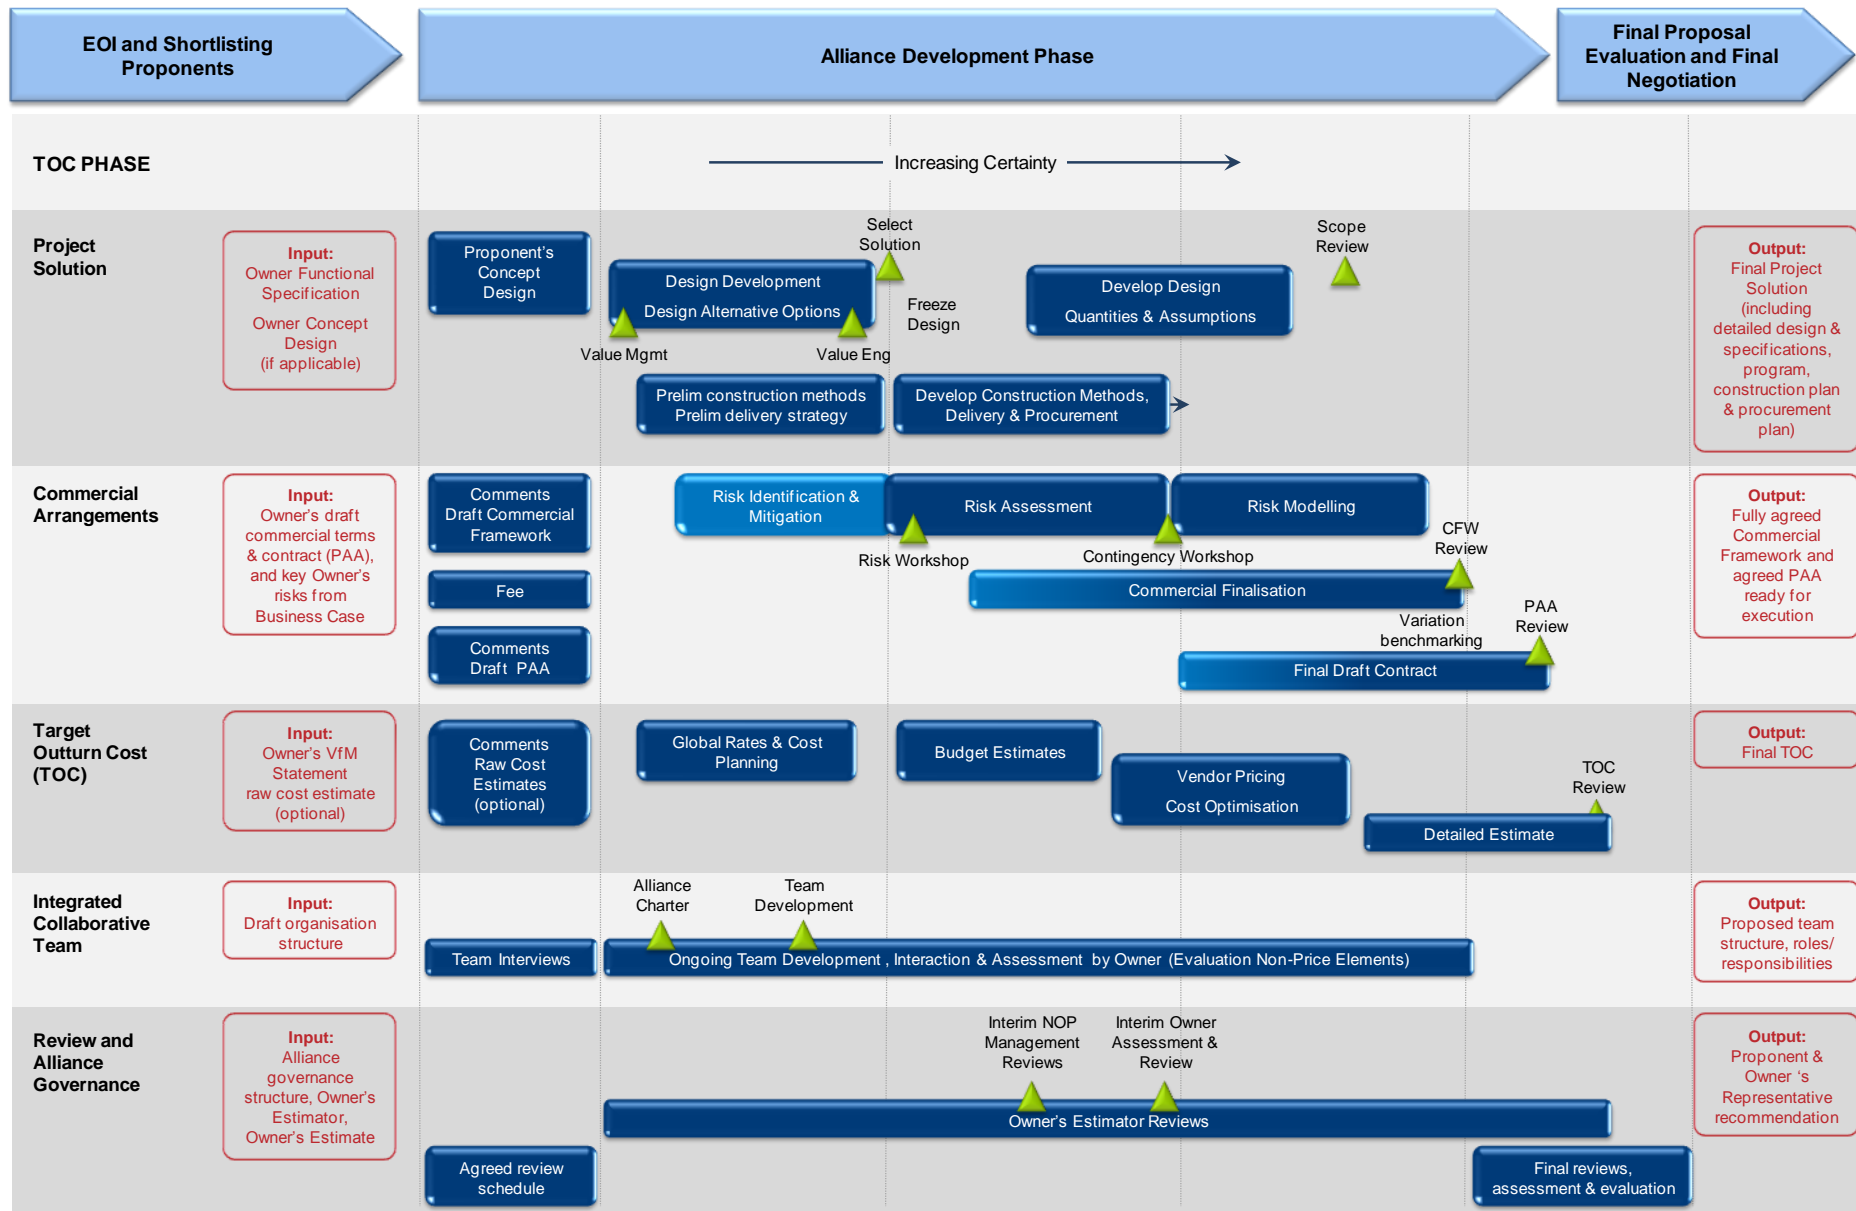 EOI and Shortlisting
Proponents
Alliance Development Phase
Final Proposal
Evaluation and Final
Negotiation
TOC PHASE
Increasing Certainty
Project
Solution
Input:
Owner Functional
Specification
Owner Concept
Design
(if applicable)
Proponent's
Concept
Design
Design Development
Design Alternative Options
Value Mgmt
Value Eng
Select
Solution
Freeze
Design
Develop Design
Quantities & Assumptions
Scope
Review
Prelim construction methods
Prelim delivery strategy
Develop Construction Methods,
Delivery & Procurement
Output:
Final Project
Solution
(including
detailed design &
specifications,
program,
construction plan
& procurement
plan)
Commercial
Arrangements
Input:
Owner's draft
commercial terms
& contract (PAA),
and key Owner's
risks from
Business Case
Comments
Draft Commercial
Framework
Fee
Comments
Draft PAA
Risk Identification &
Mitigation
Risk Assessment
Risk Modelling
Risk Workshop
Contingency Workshop
CFW
Review
Commercial Finalisation
Variation
benchmarking
PAA
Review
Final Draft Contract
Output:
Fully agreed
Commercial
Framework and
agreed PAA
ready for
execution
Target
Outturn Cost
(TOC)
Input:
Owner's VfM
Statement
raw cost estimate
(optional)
Comments
Raw Cost
Estimates
(optional)
Global Rates & Cost
Planning
Budget Estimates
Vendor Pricing
Cost Optimisation
TOC
Review
Detailed Estimate
Output:
Final TOC
Integrated
Collaborative
Team
Input:
Draft organisation
structure
Alliance
Charter
Team
Development
Team Interviews
Ongoing Team Development , Interaction & Assessment by Owner (Evaluation Non-Price Elements)
Output:
Proposed team
structure, roles/
responsibilities
Review and
Alliance
Governance
Input:
Alliance
governance
structure, Owner's
Estimator,
Owner's Estimate
Interim NOP
Management
Reviews
Interim Owner
Assessment &
Review
Owner's Estimator Reviews
Agreed review
schedule
Final reviews,
assessment & evaluation
Output:
Proponent &
Owner ‘s
Representative
recommendation